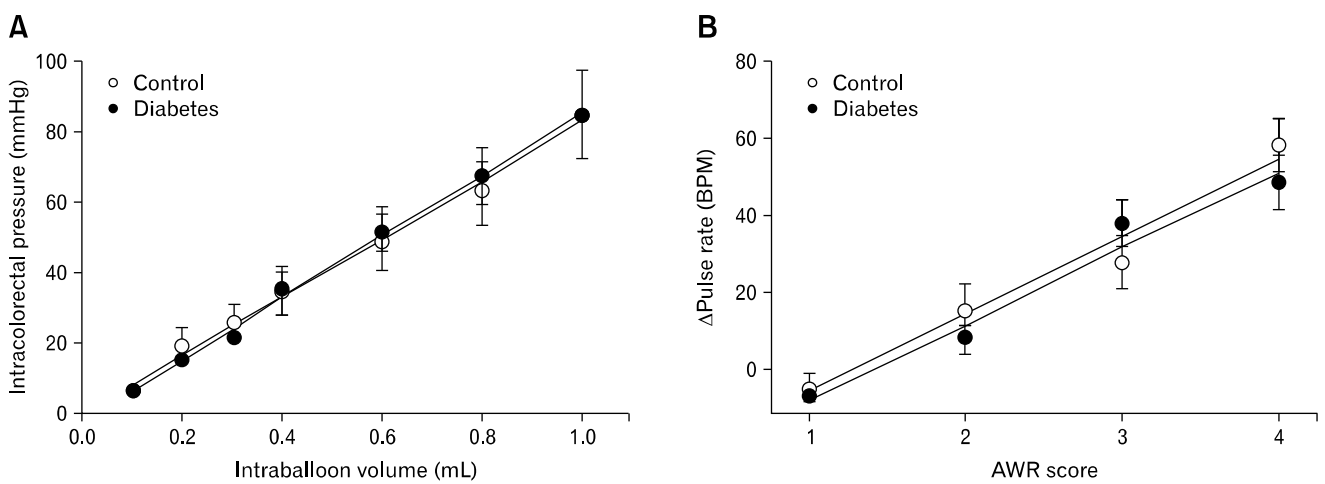 A
Intracolorectal pressure (mmHg)
100
80
60
40
20
0
Control
Diabetes
0.0 0.2 0.4 0.6 0.8 1.0
Intraballoon volume (mL)
B
ΔPulse rate (BPM)
80
60
40
20
0
Control
Diabetes
1 2 3 4
AWR score